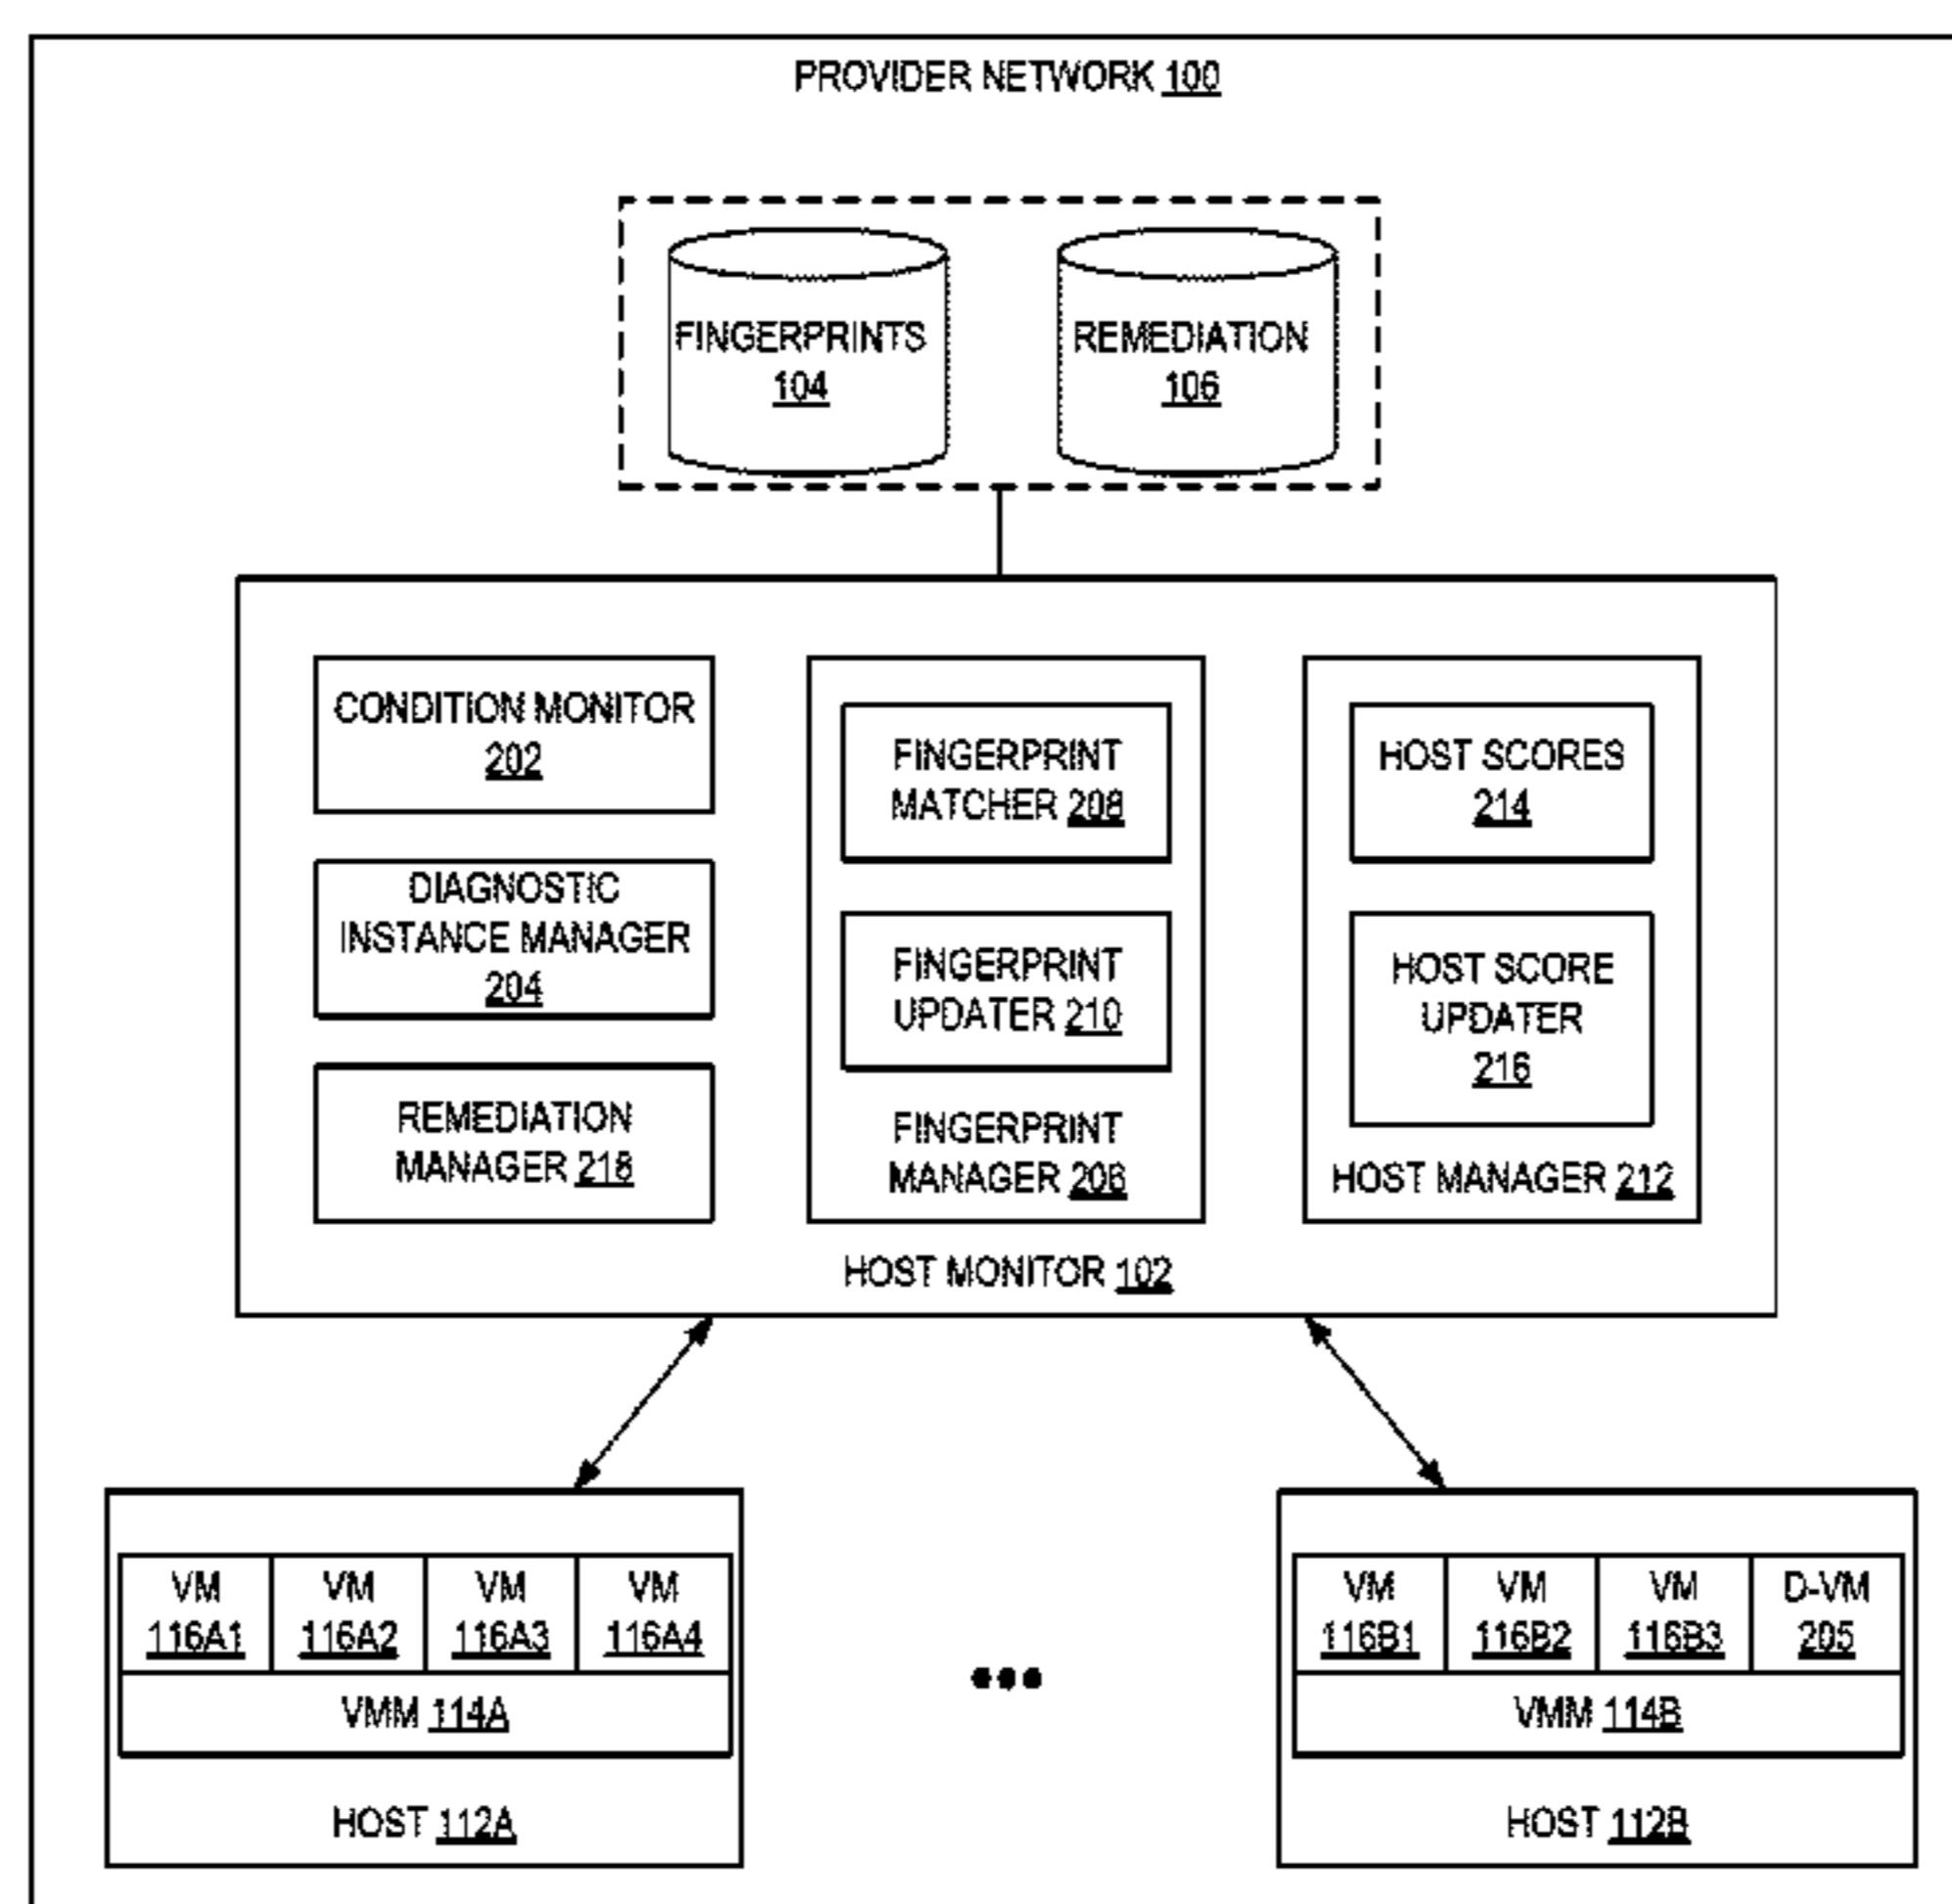 PROVIDER NETWORK 100
FINGERPRINTS
104
REMEDIATION
106
CONDITION MONITOR
202
DIAGNOSTIC
INSTANCE MANAGER
204
REMEDIATION
MANAGER 218
FINGERPRINT
MATCHER 208
FINGERPRINT
UPDATER 210
FINGERPRINT
MANAGER 206
HOST SCORES
214
HOST SCORE
UPDATER
216
HOST MANAGER 212
HOST MONITOR 102
VM
116A1
VM
116A2
VM
116A3
VM
116A4
VMM 114A
HOST 112A
VM
116B1
VM
116B2
VM
116B3
D-VM
205
VMM 114B
HOST 112B